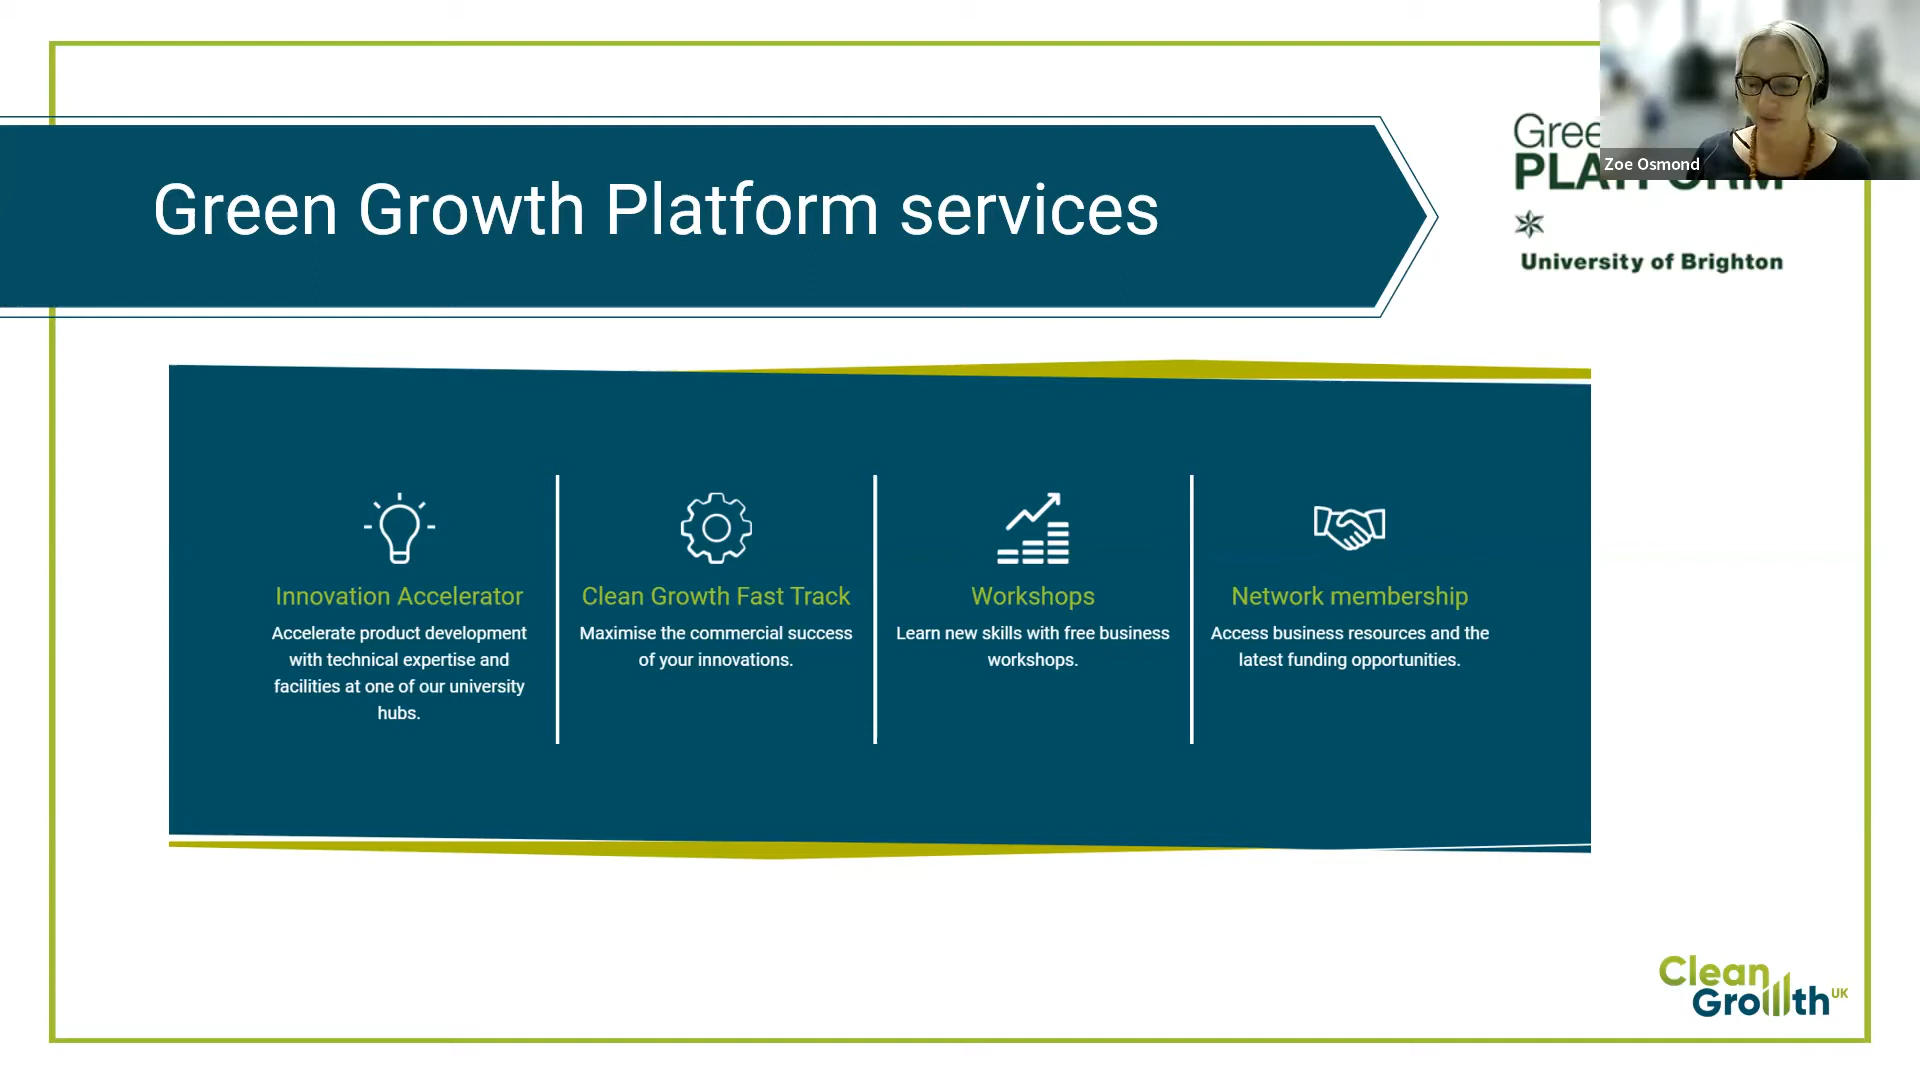 Green Growth Platform services
Zoe Osmond
University of Brighton
Innovation Accelerator
Accelerate product development
with technical expertise and
facilities at one of our university
hubs.
Clean Growth Fast Track
Maximise the commercial success
of your innovations.
Workshops
Learn new skills with free business
workshops.
Network membership
Access business resources and the
latest funding opportunities.
Clean
Growth UK